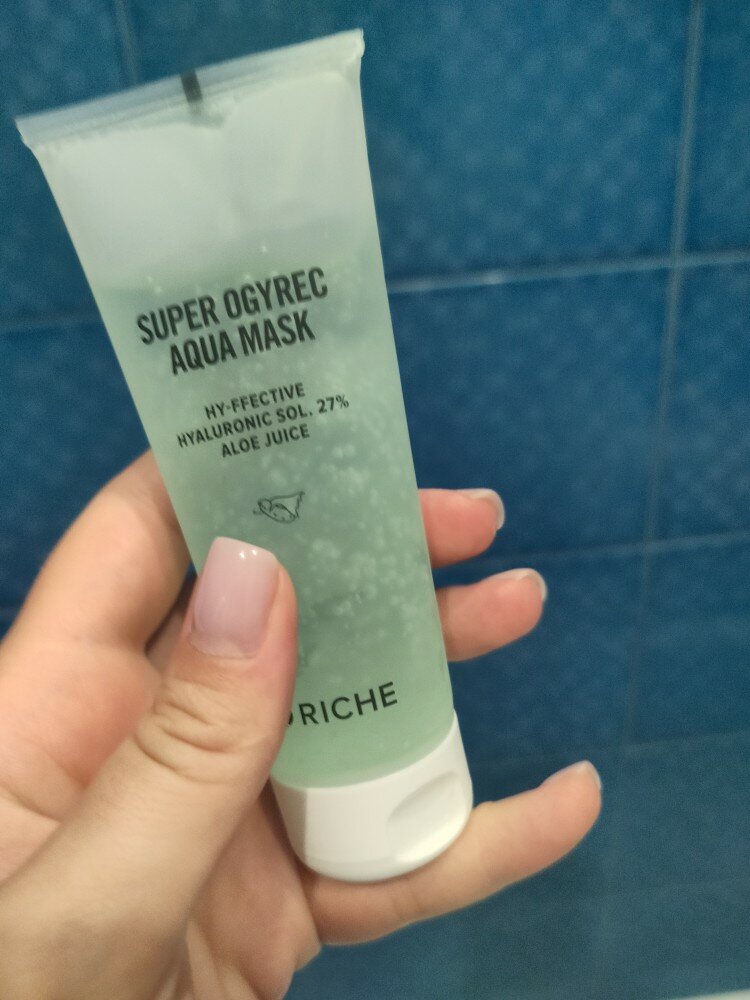 SUPER OGYREC
AQUA MASK
HY-FFECTIVE
HYALURONIC SOL. 27%
ALOE JUICE
RICHE